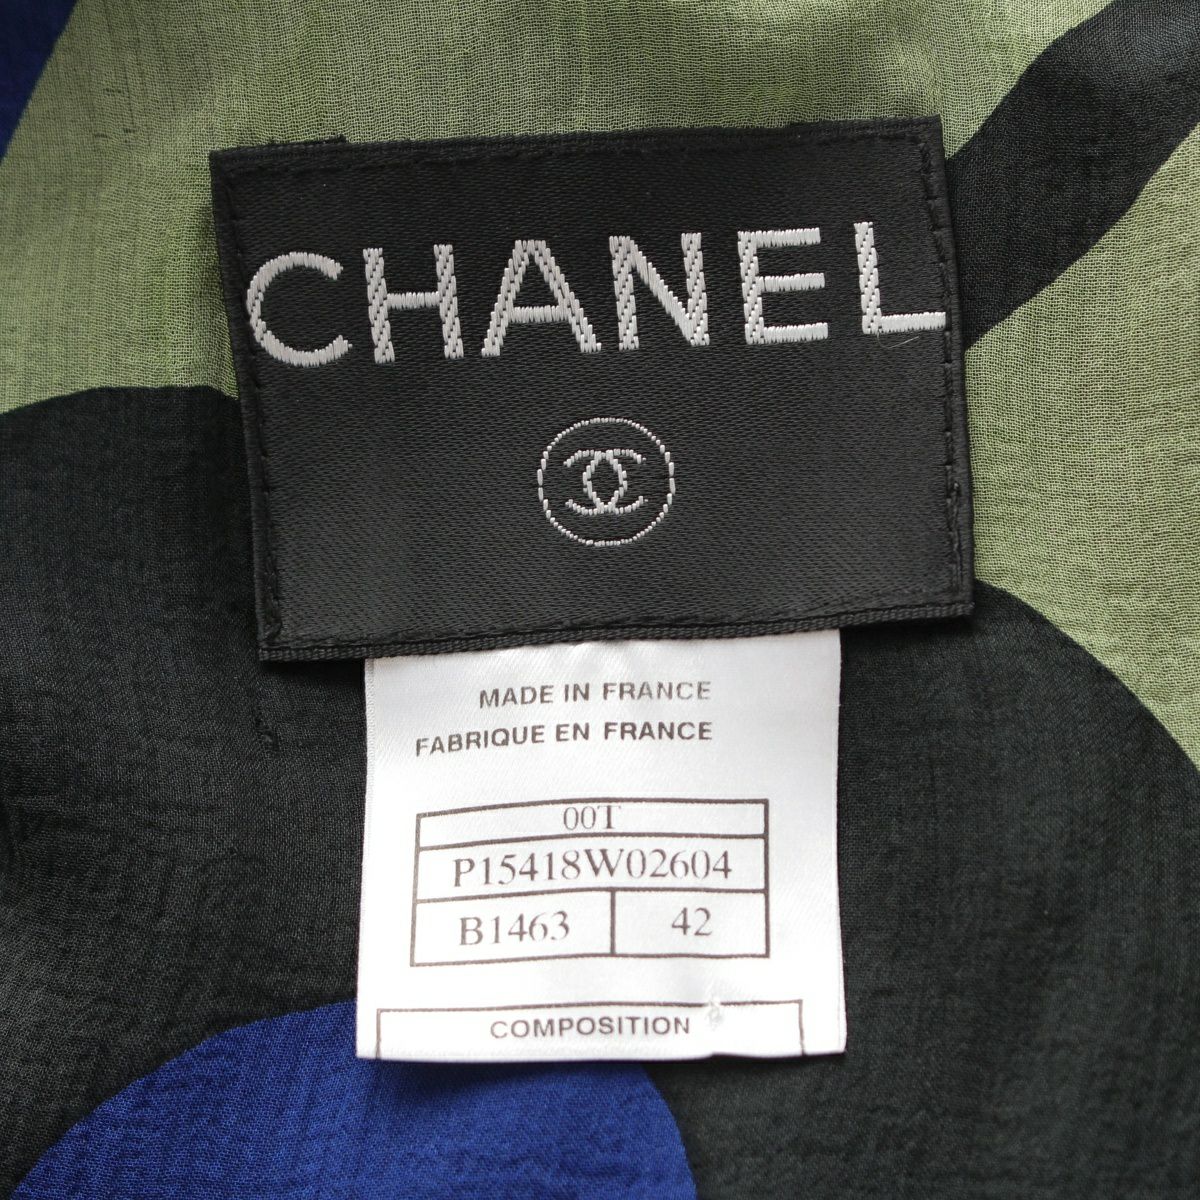 CHANEL
MADE IN FRANCE
FABRIQUE EN FRANCE
00T
P15418W02604
B1463 42
COMPOSITION